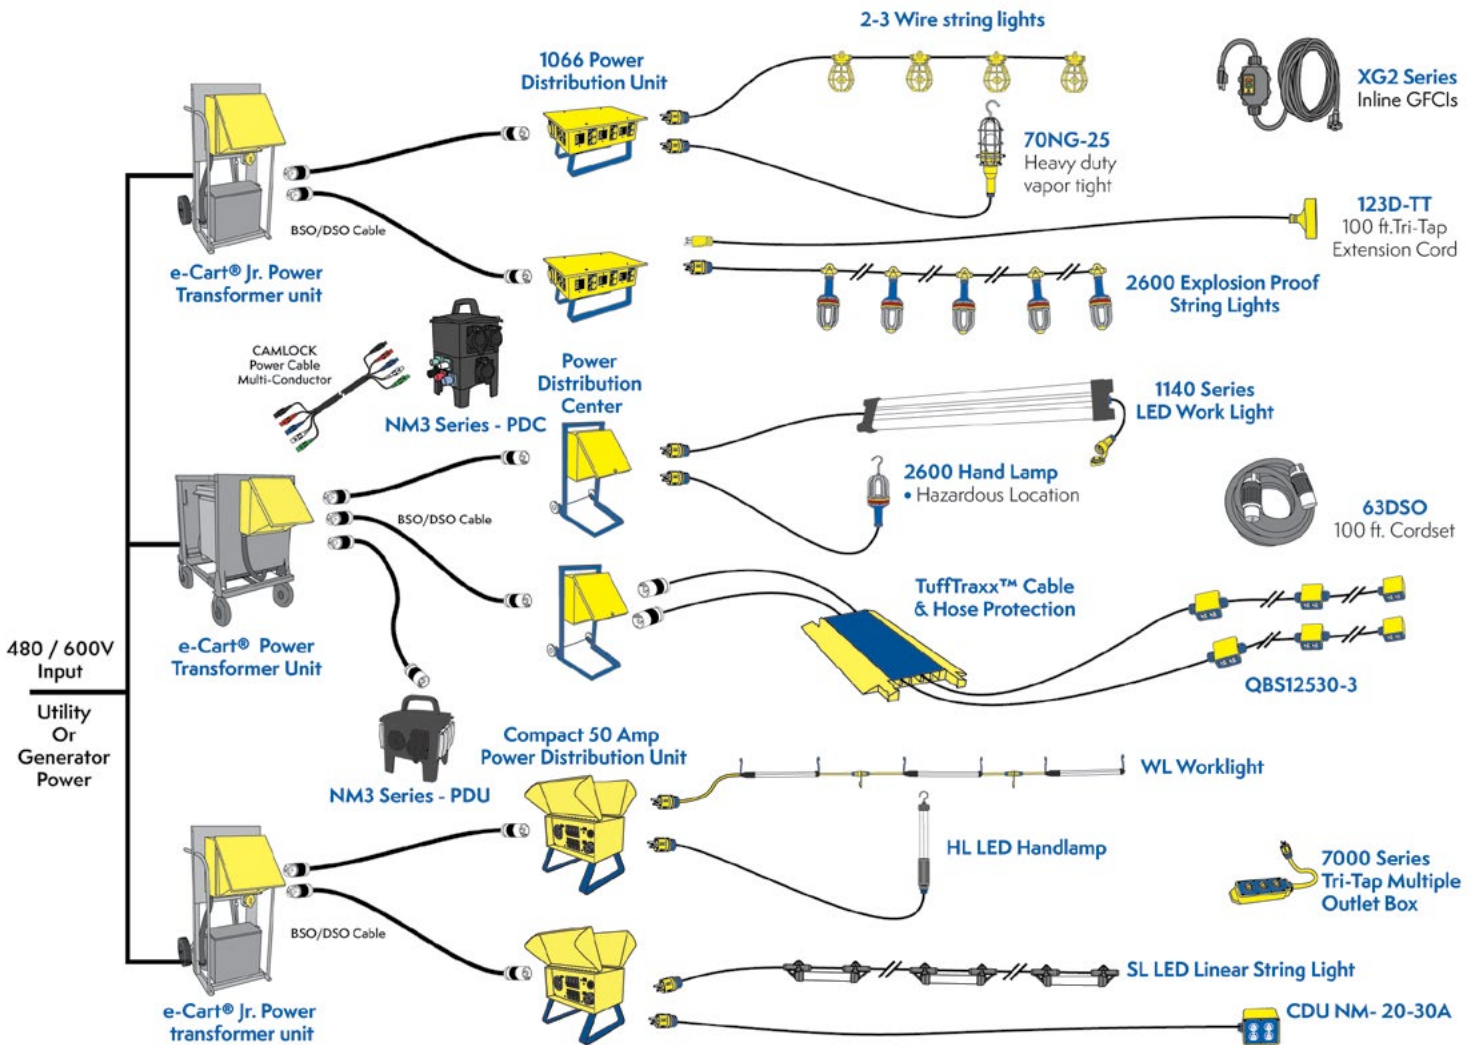 2-3 Wire string lights
1066 Power
Distribution Unit
XG2 Series
Inline GFCIs
70NG-25
Heavy duty
vapor tight
123D-TT
100 ft.Tri-Tap
Extension Cord
BSO/DSO Cable
e-Cart® Jr. Power
Transformer unit
2600 Explosion Proof
String Lights
CAMLOCK
Power Cable
Multi-Conductor
NM3 Series - PDC
Power
Distribution
Center
1140 Series
LED Work Light
2600 Hand Lamp
• Hazardous Location
63DSO
100 ft. Cordset
BSO/DSO Cable
TuffTraxx™ Cable
& Hose Protection
e-Cart® Power
Transformer Unit
480 / 600V
Input
Utility
Or
Generator
Power
QBS12530-3
NM3 Series - PDU
Compact 50 Amp
Power Distribution Unit
WL Worklight
HL LED Handlamp
7000 Series
Tri-Tap Multiple
Outlet Box
BSO/DSO Cable
SL LED Linear String Light
e-Cart® Jr. Power
transformer unit
CDU NM- 20-30A